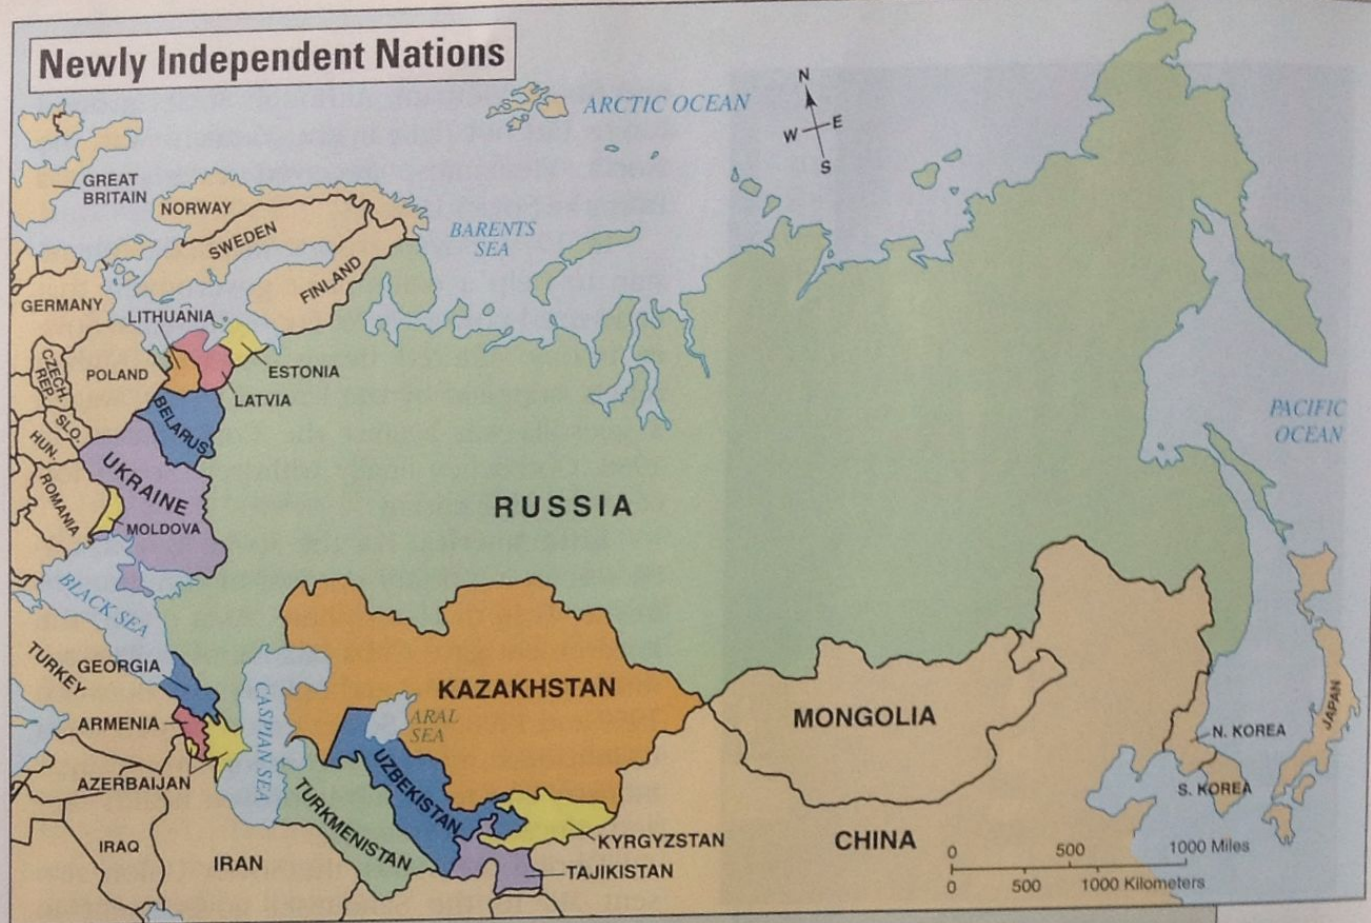 Newly Independent Nations
ARCTIC OCEAN
N
W
E
S
GREAT
BRITAIN
NORWAY
SWEDEN
FINLAND
BARENTS
SEA
GERMANY
LITHUANIA
ESTONIA
LATVIA
POLAND
CZECH.
REP.
SLO.
HUN.
BELARUS
UKRAINE
ROMANIA
MOLDOVA
RUSSIA
PACIFIC
OCEAN
BLACK SEA
TURKEY
GEORGIA
ARMENIA
AZERBAIJAN
CASPIAN SEA
KAZAKHSTAN
ARAL
SEA
UZBEKISTAN
TURKMENISTAN
KYRGYZSTAN
TAJIKISTAN
MONGOLIA
CHINA
N. KOREA
S. KOREA
JAPAN
IRAQ
IRAN
0 500 1000 Miles
0 500 1000 Kilometers